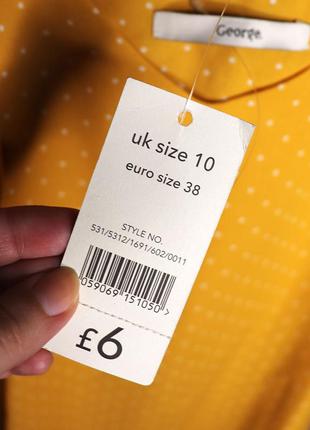 George.
uk size 10
euro size 38
STYLE NO.
531/5312/1691/602/0011
059069 151050 >
£6